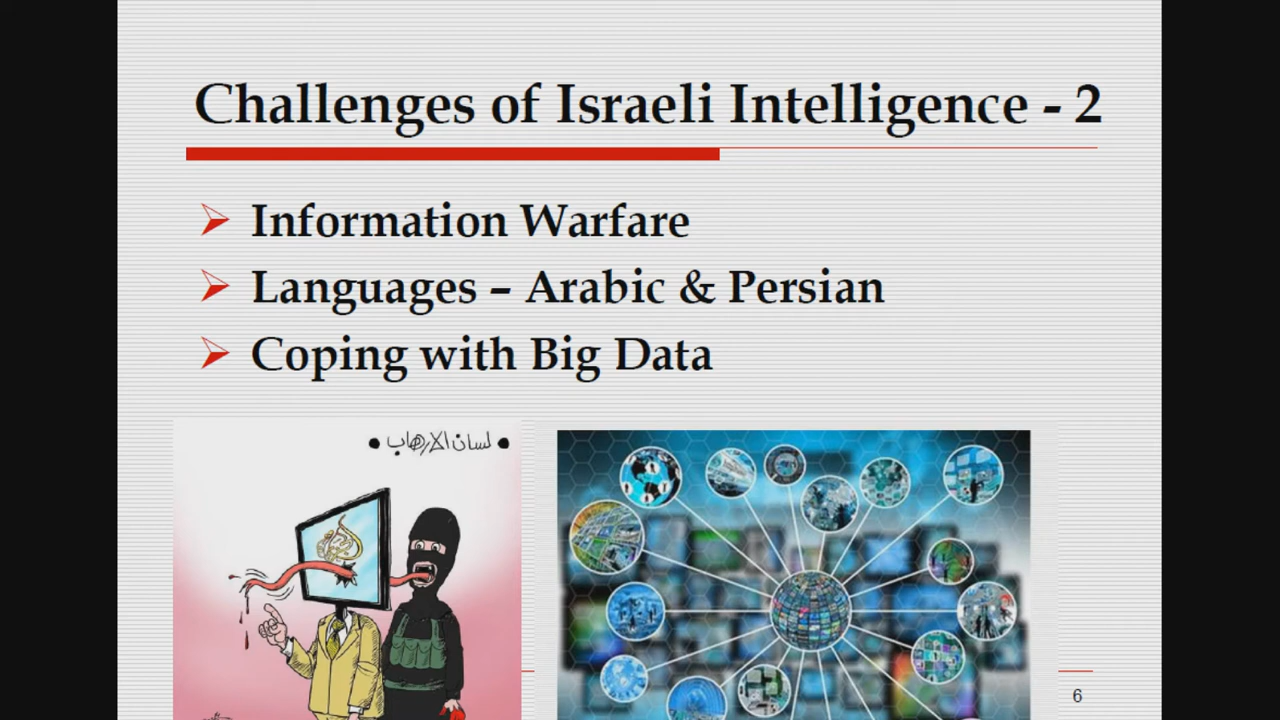 Challenges of Israeli Intelligence - 2
Information Warfare
Languages – Arabic & Persian
Coping with Big Data
• لسان الارهاب •
6